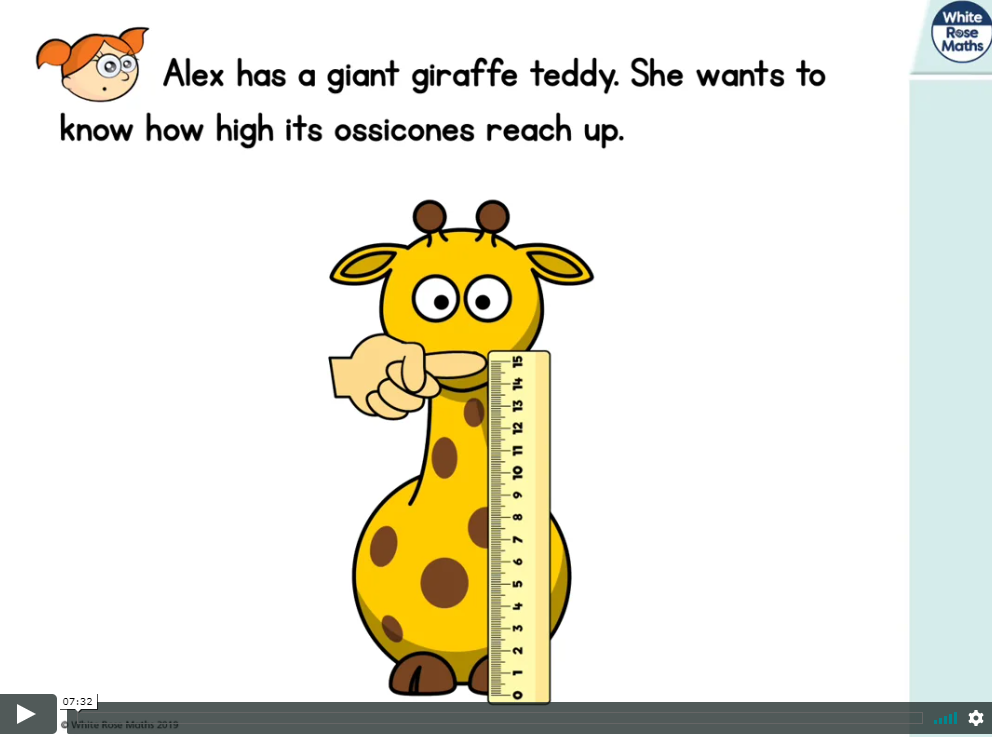 White
Rose
Maths
Alex has a giant giraffe teddy. She wants to
know how high its ossicones reach up.
15
14
13
12
11
10
9
8
7
6
5
4
3
2
1
0
07:32
© White Rose Maths 2019